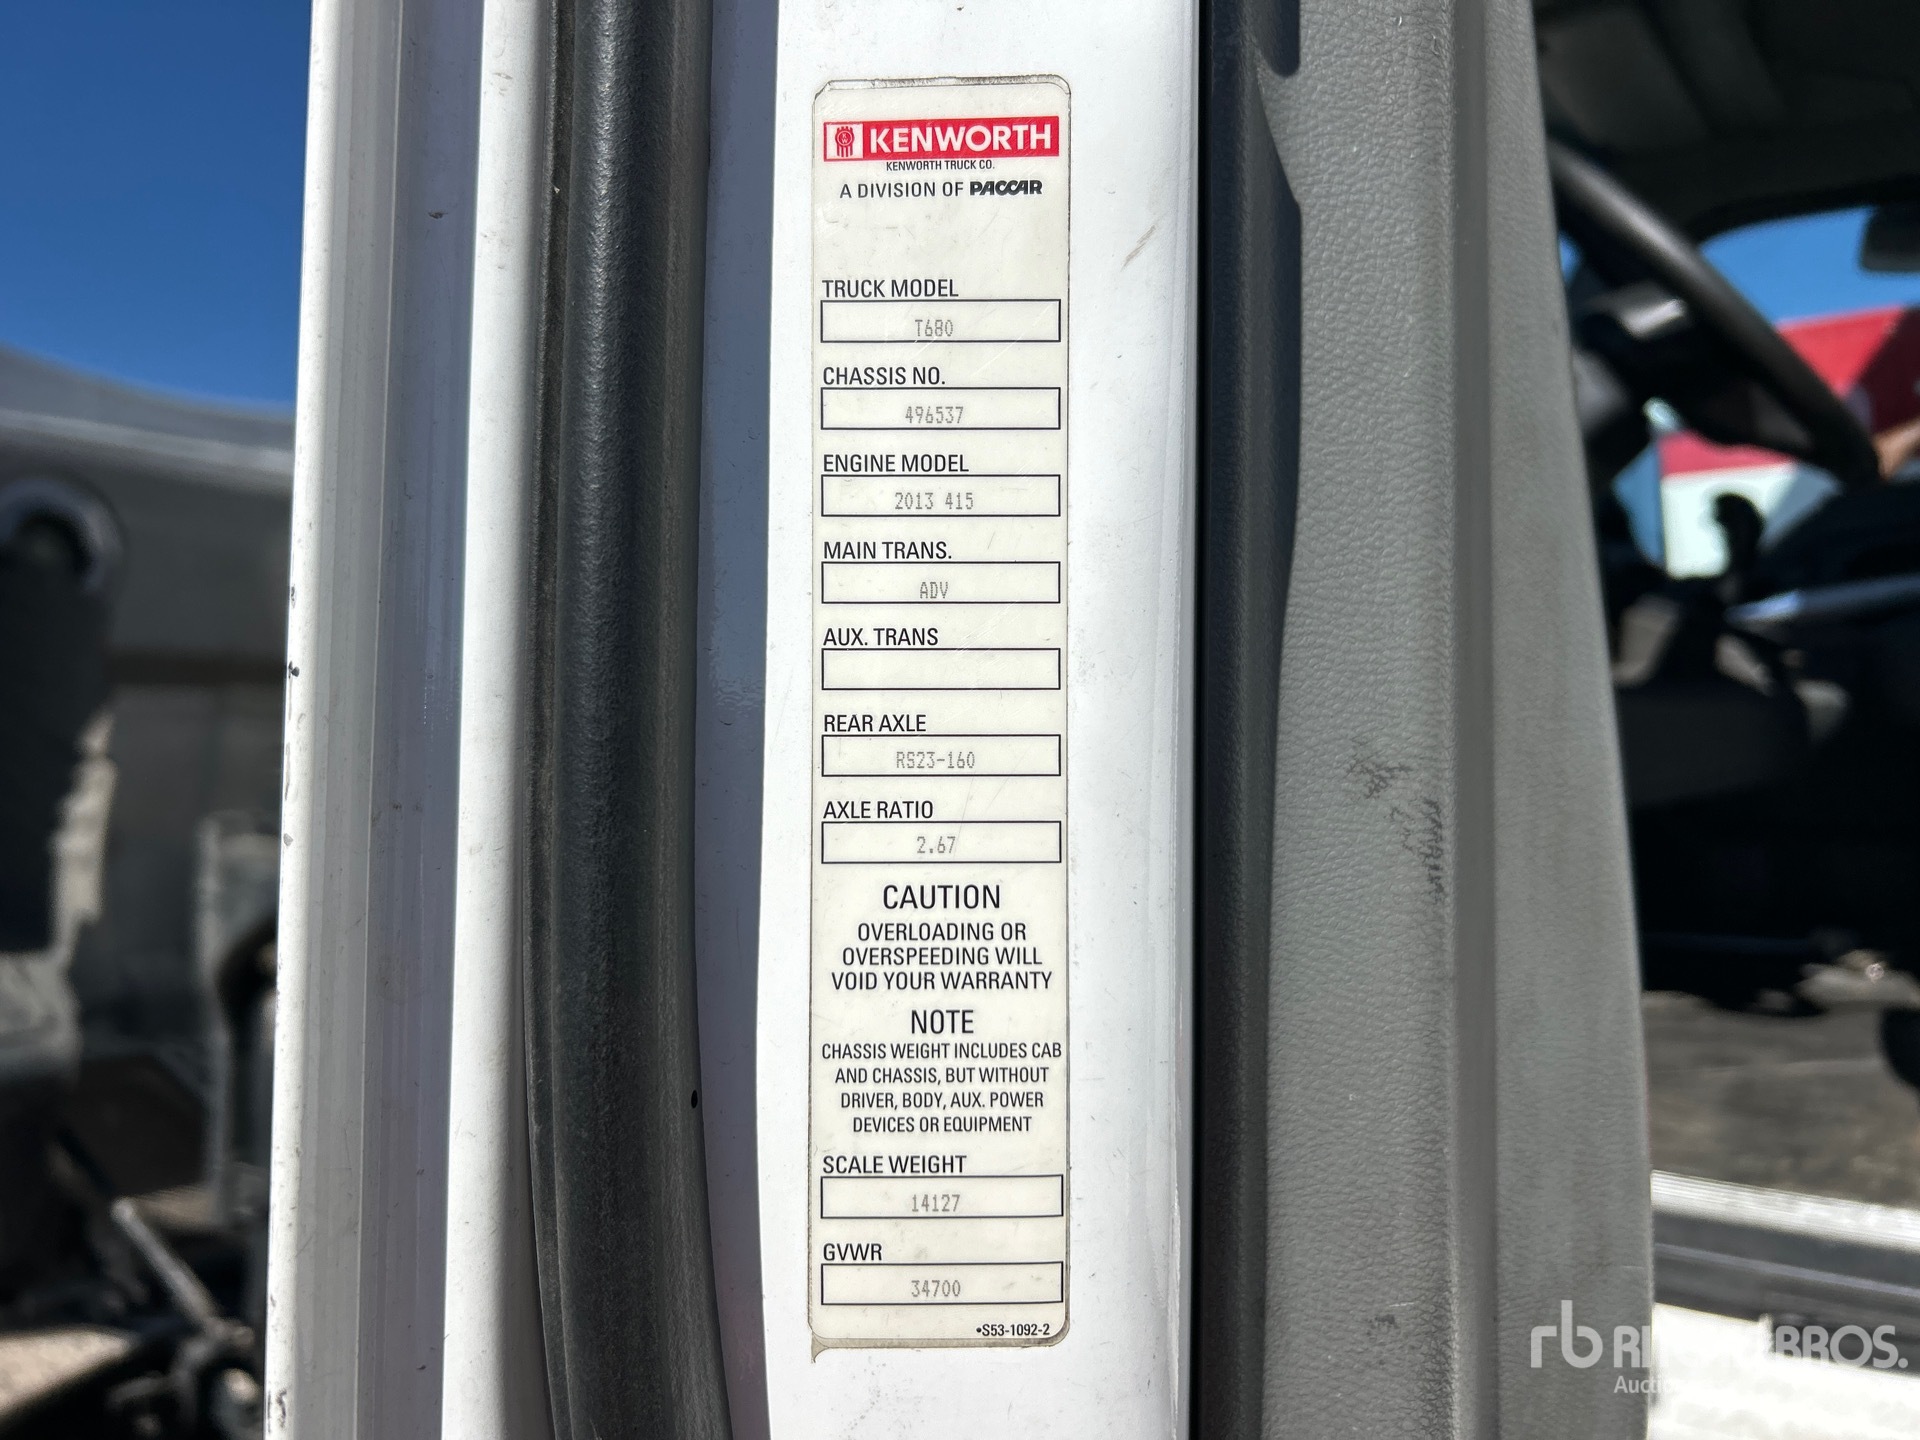 KENWORTH
KENWORTH TRUCK CO.
A DIVISION OF PACCAR
TRUCK MODEL
T680
CHASSIS NO.
496537
ENGINE MODEL
2013 415
MAIN TRANS.
ADV
AUX. TRANS
REAR AXLE
RS23-160
AXLE RATIO
2.67
CAUTION
OVERLOADING OR
OVERSPEEDING WILL
VOID YOUR WARRANTY
NOTE
CHASSIS WEIGHT INCLUDES CAB
AND CHASSIS, BUT WITHOUT
DRIVER, BODY, AUX. POWER
DEVICES OR EQUIPMENT
SCALE WEIGHT
14127
GVWR
34700
•S53-1092-2
rb RITCHIE BROS.